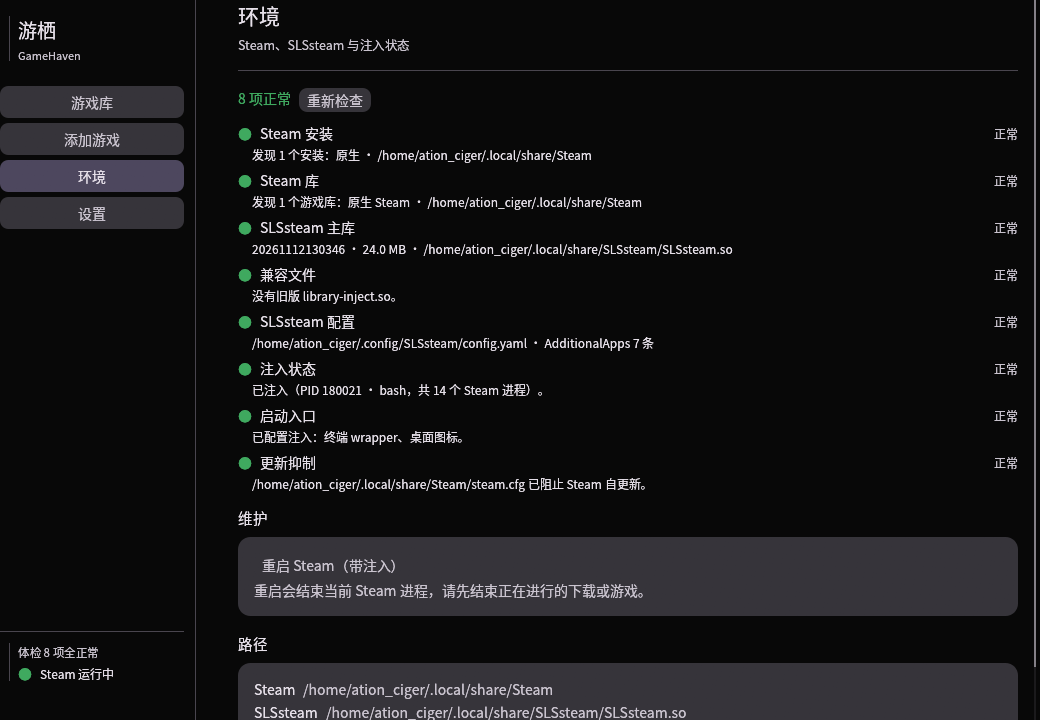 游栖
GameHaven
游戏库
添加游戏
环境
设置
体检 8 项全正常
Steam 运行中
环境
Steam、SLSsteam 与注入状态
8 项正常 重新检查
Steam 安装 正常
发现 1 个安装：原生 · /home/ation_ciger/.local/share/Steam
Steam 库 正常
发现 1 个游戏库：原生 Steam · /home/ation_ciger/.local/share/Steam
SLSsteam 主库 正常
20261112130346 · 24.0 MB · /home/ation_ciger/.local/share/SLSsteam/SLSsteam.so
兼容文件 正常
没有旧版 library-inject.so。
SLSsteam 配置 正常
/home/ation_ciger/.config/SLSsteam/config.yaml · AdditionalApps 7 条
注入状态 正常
已注入（PID 180021 · bash，共 14 个 Steam 进程）。
启动入口 正常
已配置注入：终端 wrapper、桌面图标。
更新抑制 正常
/home/ation_ciger/.local/share/Steam/steam.cfg 已阻止 Steam 自更新。
维护
重启 Steam（带注入）
重启会结束当前 Steam 进程，请先结束正在进行的下载或游戏。
路径
Steam /home/ation_ciger/.local/share/Steam
SLSsteam /home/ation_ciger/.local/share/SLSsteam/SLSsteam.so